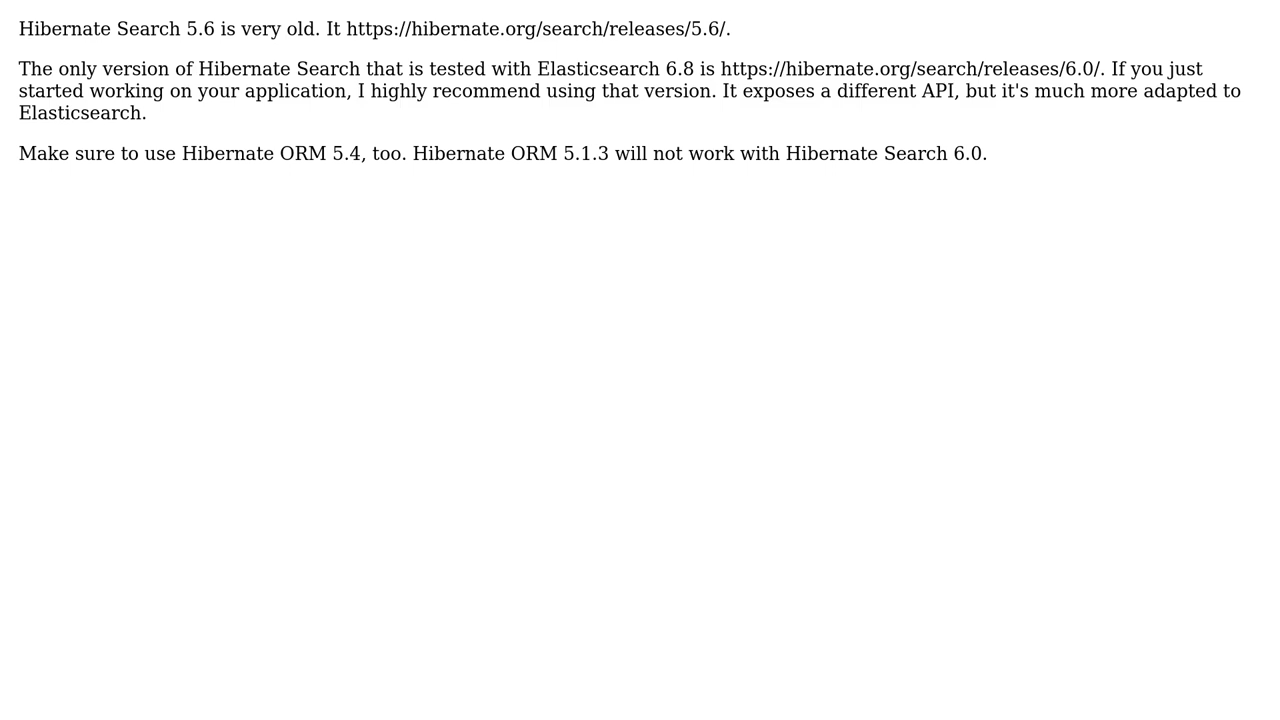 Hibernate Search 5.6 is very old. It https://hibernate.org/search/releases/5.6/.
The only version of Hibernate Search that is tested with Elasticsearch 6.8 is https://hibernate.org/search/releases/6.0/. If you just
started working on your application, I highly recommend using that version. It exposes a different API, but it's much more adapted to
Elasticsearch.
Make sure to use Hibernate ORM 5.4, too. Hibernate ORM 5.1.3 will not work with Hibernate Search 6.0.